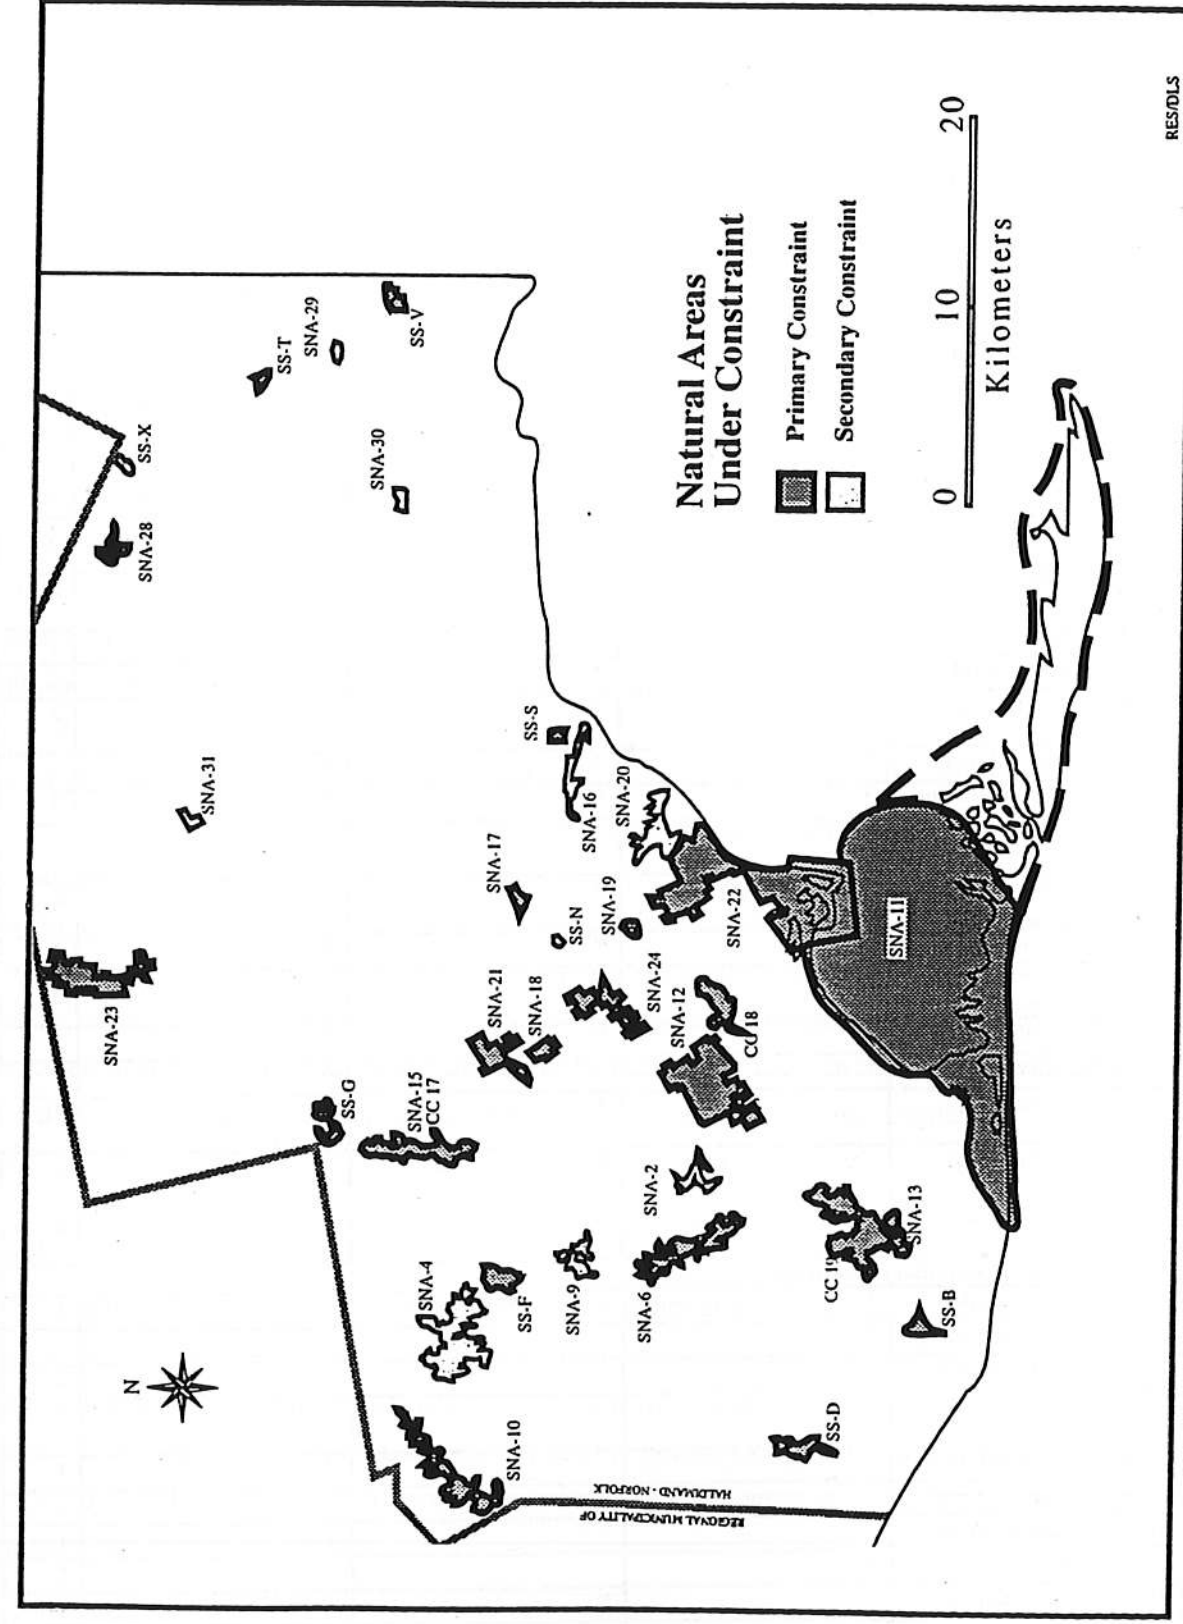 N
SNA-10
SNA-4
SS-F
SNA-9
SNA-6
SNA-2
CC 19
SNA-13
SS-B
SS-D
REGIONAL MUNICIPALITY OF
HALDIMAND - NORFOLK
SNA-23
SS-G
SNA-15
CC 17
SNA-21
SNA-18
SNA-24
SNA-12
CC 18
SNA-31
SNA-17
SS-N
SNA-19
SNA-22
SS-S
SNA-16
SNA-20
SNA-11
SNA-28
SS-X
SS-T
SNA-29
SNA-30
SS-V
Natural Areas
Under Constraint
Primary Constraint
Secondary Constraint
0 10 20
Kilometers
RES/DLS